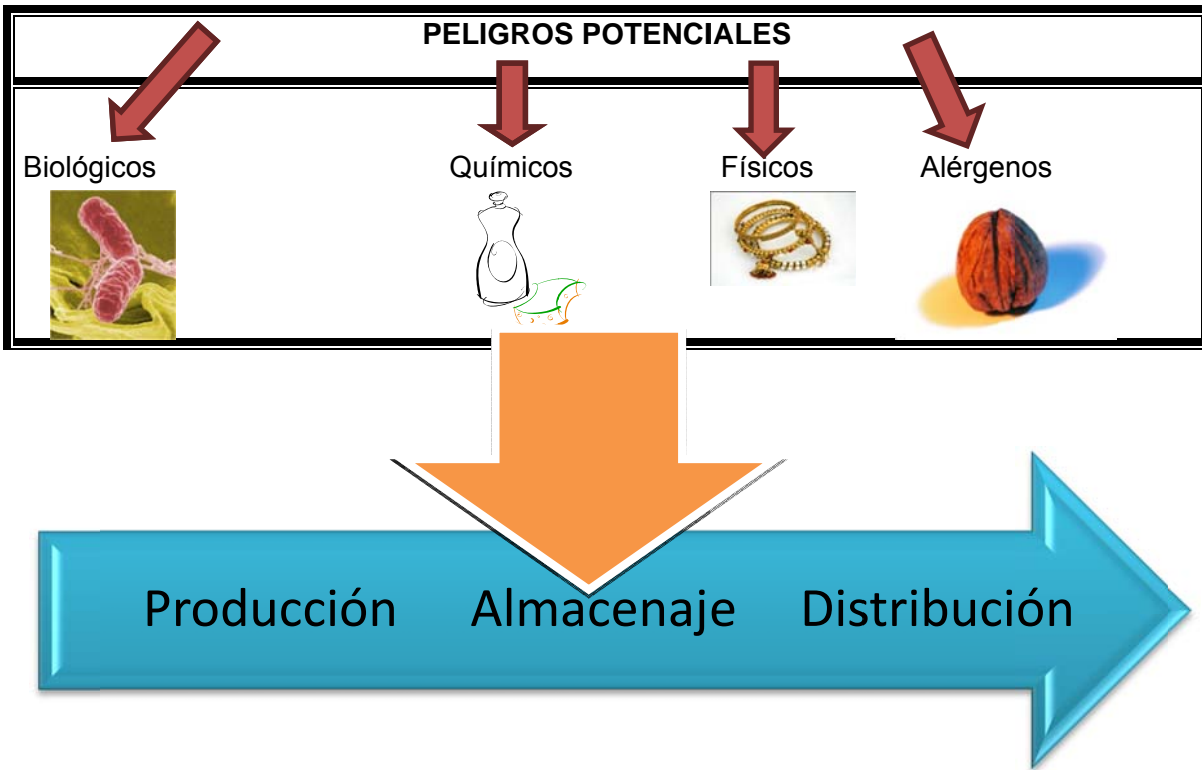 PELIGROS POTENCIALES
Biológicos Químicos Físicos Alérgenos
Producción Almacenaje Distribución